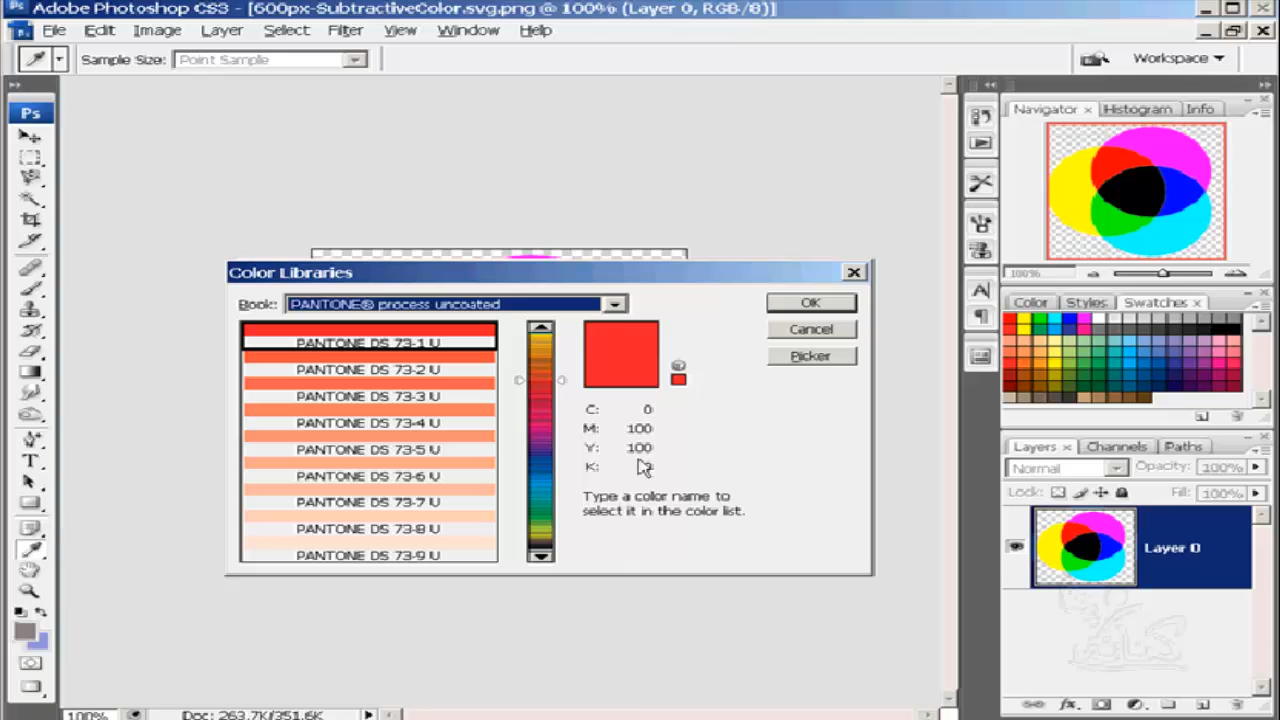 Adobe Photoshop CS3 - [600px-SubtractiveColor.svg.png @ 100% (Layer 0, RGB/8)]
File Edit Image Layer Select Filter View Window Help
Sample Size: Point Sample
Workspace
Ps
Navigator × Histogram Info
100%
Color Styles Swatches ×
Layers × Channels Paths
Normal Opacity: 100%
Lock: Fill: 100%
Layer 0
Color Libraries
Book: PANTONE® process uncoated
OK
Cancel
Picker
PANTONE DS 73-1 U
PANTONE DS 73-2 U
PANTONE DS 73-3 U
PANTONE DS 73-4 U
PANTONE DS 73-5 U
PANTONE DS 73-6 U
PANTONE DS 73-7 U
PANTONE DS 73-8 U
PANTONE DS 73-9 U
C: 0
M: 100
Y: 100
K:
Type a color name to
select it in the color list.
100% Doc: 263.7K/351.6K